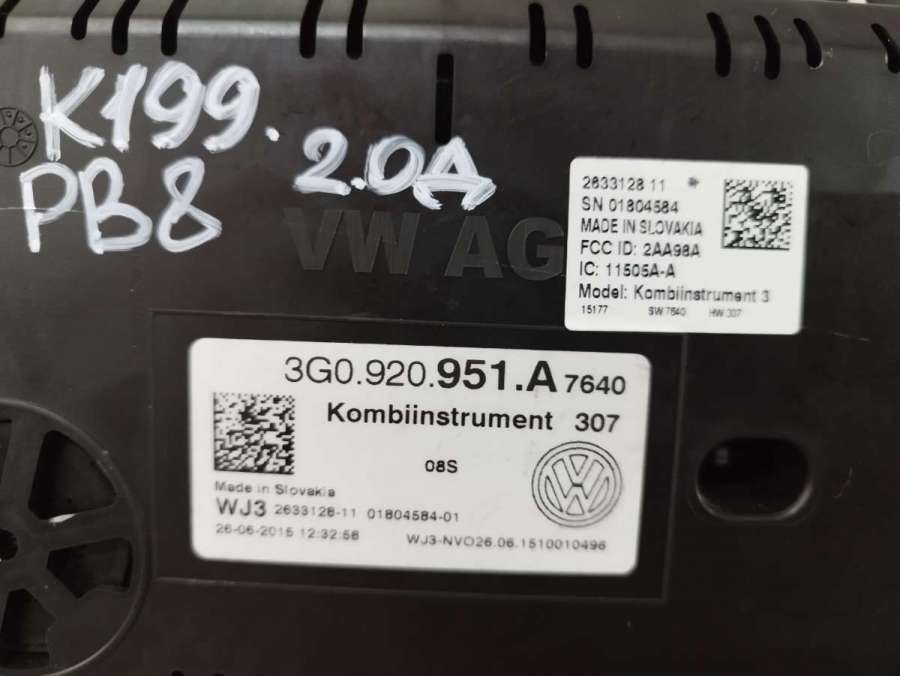 K199.
PB8
2.0Д
VW AG
2633128 11
SN 01804584
MADE IN SLOVAKIA
FCC ID: 2AA98A
IC: 11505A-A
Model: Kombiinstrument 3
15177 SW 7640 HW 307
3G0.920.951.A 7640
Kombiinstrument 307
08S
Made in Slovakia
WJ3 2633128-11 01804584-01
26-06-2015 12:32:58 WJ3-NVO26.06.1510010496